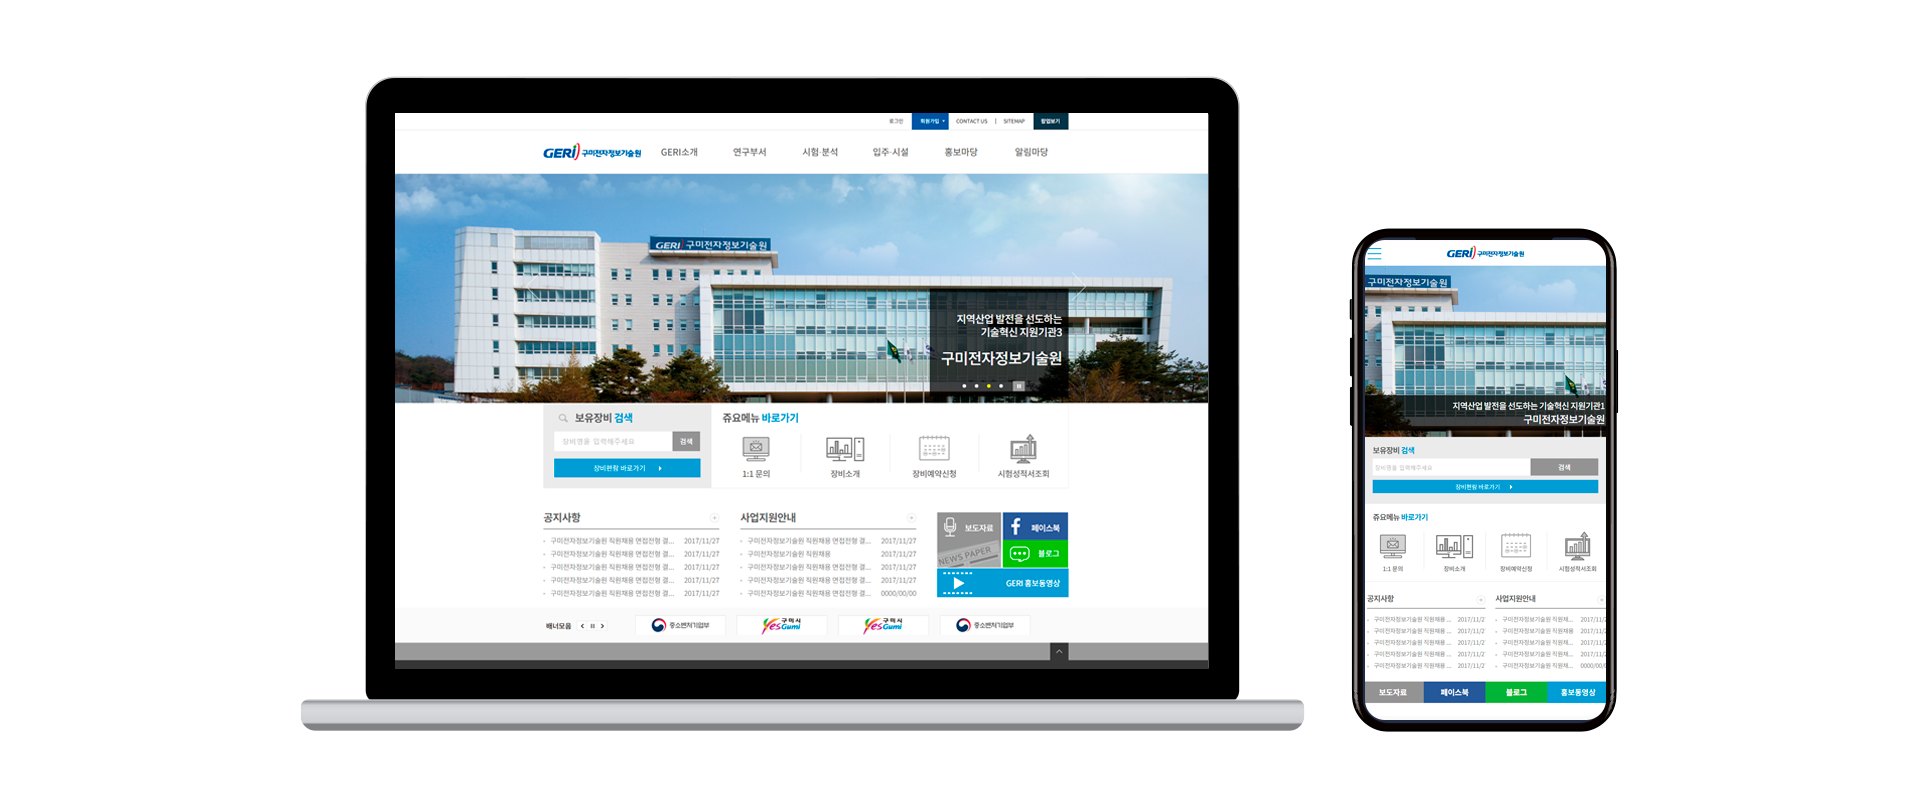 로그인 회원가입 CONTACT US | SITEMAP 팝업보기
GERI 구미전자정보기술원 GERI소개 연구부서 시험·분석 입주·시설 홍보마당 알림마당
GERI 구미전자정보기술원
지역산업 발전을 선도하는
기술혁신 지원기관3
구미전자정보기술원
보유장비 검색
장비명을 입력해주세요 검색
장비편람 바로가기
쥬요메뉴 바로가기
1:1 문의 장비소개 장비예약신청 시험성적서조회
공지사항
구미전자정보기술원 직원채용 면접전형 결... 2017/11/27
구미전자정보기술원 직원채용 면접전형 결... 2017/11/27
구미전자정보기술원 직원채용 면접전형 결... 2017/11/27
구미전자정보기술원 직원채용 면접전형 결... 2017/11/27
구미전자정보기술원 직원채용 면접전형 결... 2017/11/27
사업지원안내
구미전자정보기술원 직원채용 면접전형 결... 2017/11/27
구미전자정보기술원 직원채용 2017/11/27
구미전자정보기술원 직원채용 면접전형 결... 2017/11/27
구미전자정보기술원 직원채용 면접전형 결... 2017/11/27
구미전자정보기술원 직원채용 면접전형 결... 0000/00/00
보도자료
NEWS PAPER
페이스북
블로그
GERI 홍보동영상
배너모음
중소벤처기업부
구미시
Yes Gumi
구미시
Yes Gumi
중소벤처기업부
GERI 구미전자정보기술원
구미전자정보기술원
지역산업 발전을 선도하는 기술혁신 지원기관1
구미전자정보기술원
보유장비 검색
장비명을 입력해주세요 검색
장비편람 바로가기
쥬요메뉴 바로가기
1:1 문의 장비소개 장비예약신청 시험성적서조회
공지사항
구미전자정보기술원 직원채용 ... 2017/11/2
구미전자정보기술원 직원채용 ... 2017/11/2
구미전자정보기술원 직원채용 ... 2017/11/2
구미전자정보기술원 직원채용 ... 2017/11/2
구미전자정보기술원 직원채용 ... 2017/11/2
사업지원안내
구미전자정보기술원 직원채... 2017/11/2
구미전자정보기술원 직원채용 2017/11/2
구미전자정보기술원 직원채... 2017/11/2
구미전자정보기술원 직원채... 2017/11/2
구미전자정보기술원 직원채... 0000/00/0
보도자료 페이스북 블로그 홍보동영상